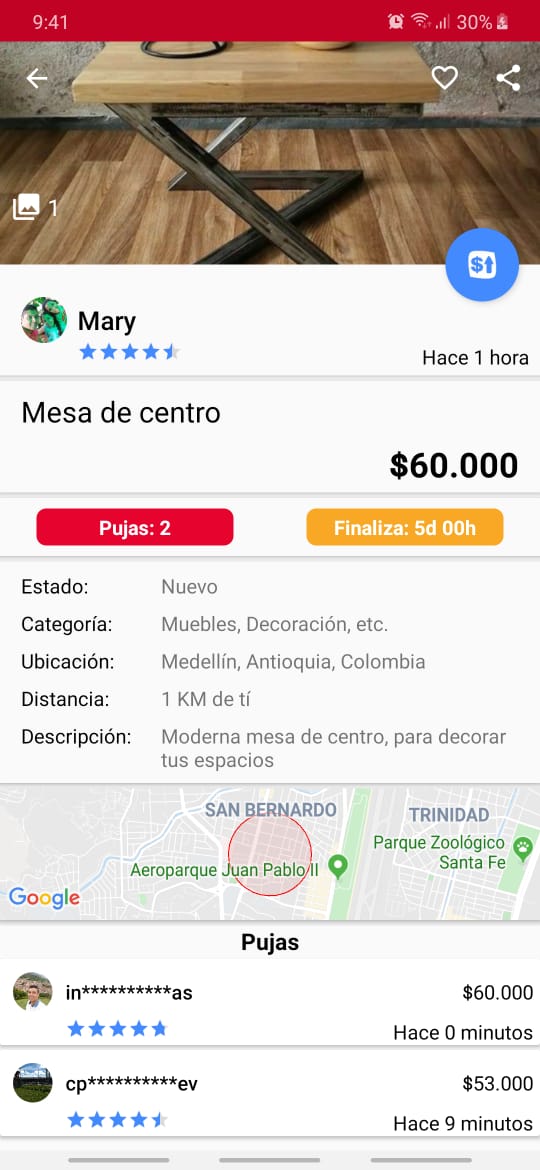 9:41 30%
1
$
Mary
Hace 1 hora
Mesa de centro
$60.000
Pujas: 2 Finaliza: 5d 00h
Estado: Nuevo
Categoría: Muebles, Decoración, etc.
Ubicación: Medellín, Antioquia, Colombia
Distancia: 1 KM de tí
Descripción: Moderna mesa de centro, para decorar
tus espacios
SAN BERNARDO TRINIDAD
Parque Zoológico
Santa Fe
Aeroparque Juan Pablo II
Google
Pujas
in**********as $60.000
Hace 0 minutos
cp**********ev $53.000
Hace 9 minutos